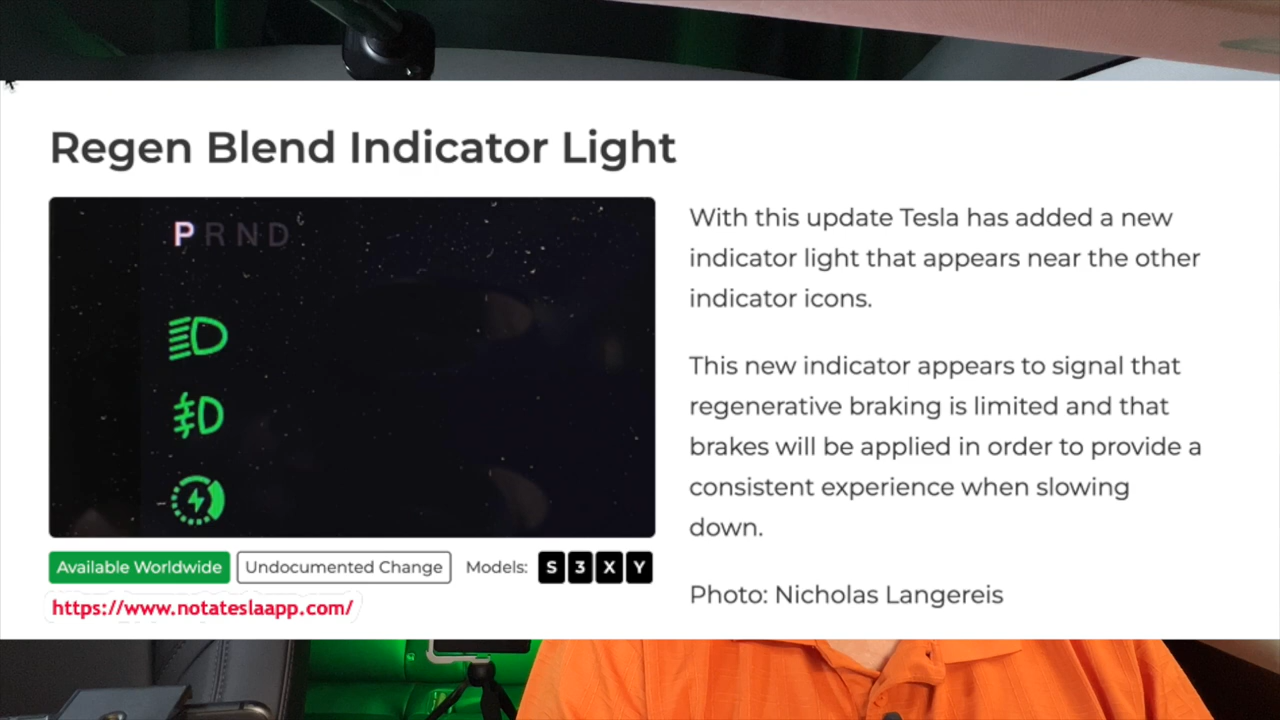 Regen Blend Indicator Light
P R N D
With this update Tesla has added a new
indicator light that appears near the other
indicator icons.
This new indicator appears to signal that
regenerative braking is limited and that
brakes will be applied in order to provide a
consistent experience when slowing
down.
Photo: Nicholas Langereis
Available Worldwide Undocumented Change Models: S 3 X Y
https://www.notateslaapp.com/